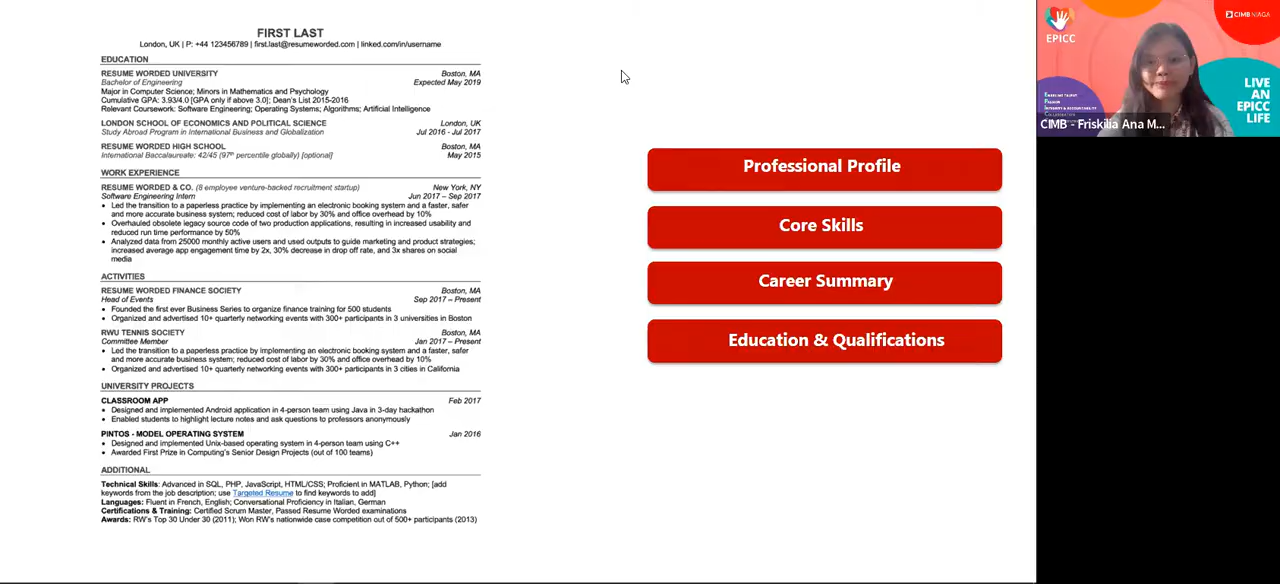 FIRST LAST
London, UK | P: +44 123456789 | first.last@resumeworded.com | linkedin.com/in/username
EDUCATION
RESUME WORDED UNIVERSITY Boston, MA
Bachelor of Engineering Expected May 2019
Major in Computer Science; Minors in Mathematics and Psychology
Cumulative GPA: 3.93/4.0 [GPA only if above 3.0]; Dean's List 2015-2016
Relevant Coursework: Software Engineering; Operating Systems; Algorithms; Artificial Intelligence
LONDON SCHOOL OF ECONOMICS AND POLITICAL SCIENCE London, UK
Study Abroad Program in International Business and Globalization Jul 2016 - Jul 2017
RESUME WORDED HIGH SCHOOL Boston, MA
International Baccalaureate: 42/45 (97th percentile globally) [optional] May 2015
WORK EXPERIENCE
RESUME WORDED & CO. (8 employee venture-backed recruitment startup) New York, NY
Software Engineering Intern Jun 2017 – Sep 2017
• Led the transition to a paperless practice by implementing an electronic booking system and a faster, safer
and more accurate business system; reduced cost of labor by 30% and office overhead by 10%
• Overhauled obsolete legacy source code of two production applications, resulting in increased usability and
reduced run time performance by 50%
• Analyzed data from 25000 monthly active users and used outputs to guide marketing and product strategies;
increased average app engagement time by 2x, 30% decrease in drop off rate, and 3x shares on social
media
ACTIVITIES
RESUME WORDED FINANCE SOCIETY Boston, MA
Head of Events Sep 2017 – Present
• Founded the first ever Business Series to organize finance training for 500 students
• Organized and advertised 10+ quarterly networking events with 300+ participants in 3 universities in Boston
RWU TENNIS SOCIETY Boston, MA
Committee Member Jan 2017 – Present
• Led the transition to a paperless practice by implementing an electronic booking system and a faster, safer
and more accurate business system; reduced cost of labor by 30% and office overhead by 10%
• Organized and advertised 10+ quarterly networking events with 300+ participants in 3 cities in California
UNIVERSITY PROJECTS
CLASSROOM APP Feb 2017
• Designed and implemented Android application in 4-person team using Java in 3-day hackathon
• Enabled students to highlight lecture notes and ask questions to professors anonymously
PINTOS - MODEL OPERATING SYSTEM Jan 2016
• Designed and implemented Unix-based operating system in 4-person team using C++
• Awarded First Prize in Computing's Senior Design Projects (out of 100 teams)
ADDITIONAL
Technical Skills: Advanced in SQL, PHP, JavaScript, HTML/CSS; Proficient in MATLAB, Python; [add
keywords from the job description; use Targeted Resume to find keywords to add]
Languages: Fluent in French, English; Conversational Proficiency in Italian, German
Certifications & Training: Certified Scrum Master, Passed Resume Worded examinations
Awards: RW's Top 30 Under 30 (2011); Won RW's nationwide case competition out of 500+ participants (2013)
Professional Profile
Core Skills
Career Summary
Education & Qualifications
EPICC
CIMB NIAGA
LIVE
AN
EPICC
LIFE
CIMB - Friskilia Ana M...